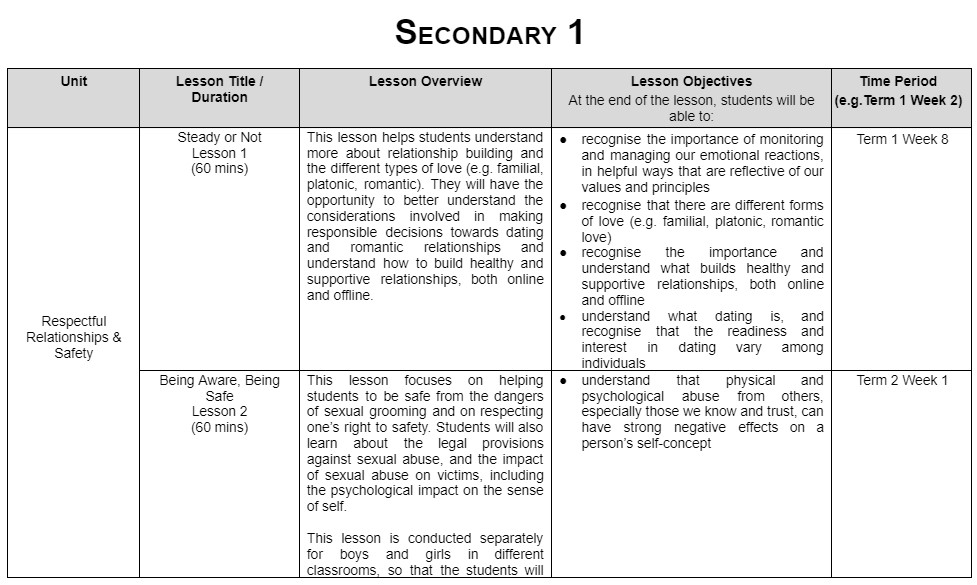 SECONDARY 1
Unit
Lesson Title /
Duration
Lesson Overview
Lesson Objectives
At the end of the lesson, students will be
able to:
Time Period
(e.g.Term 1 Week 2)
Respectful
Relationships &
Safety
Steady or Not
Lesson 1
(60 mins)
This lesson helps students understand
more about relationship building and
the different types of love (e.g. familial,
platonic, romantic). They will have the
opportunity to better understand the
considerations involved in making
responsible decisions towards dating
and romantic relationships and
understand how to build healthy and
supportive relationships, both online
and offline.
● recognise the importance of monitoring
and managing our emotional reactions,
in helpful ways that are reflective of our
values and principles
● recognise that there are different forms
of love (e.g. familial, platonic, romantic
love)
● recognise the importance and
understand what builds healthy and
supportive relationships, both online
and offline
● understand what dating is, and
recognise that the readiness and
interest in dating vary among
individuals
Term 1 Week 8
Being Aware, Being
Safe
Lesson 2
(60 mins)
This lesson focuses on helping
students to be safe from the dangers
of sexual grooming and on respecting
one's right to safety. Students will also
learn about the legal provisions
against sexual abuse, and the impact
of sexual abuse on victims, including
the psychological impact on the sense
of self.
This lesson is conducted separately
for boys and girls in different
classrooms, so that the students will
● understand that physical and
psychological abuse from others,
especially those we know and trust, can
have strong negative effects on a
person's self-concept
Term 2 Week 1